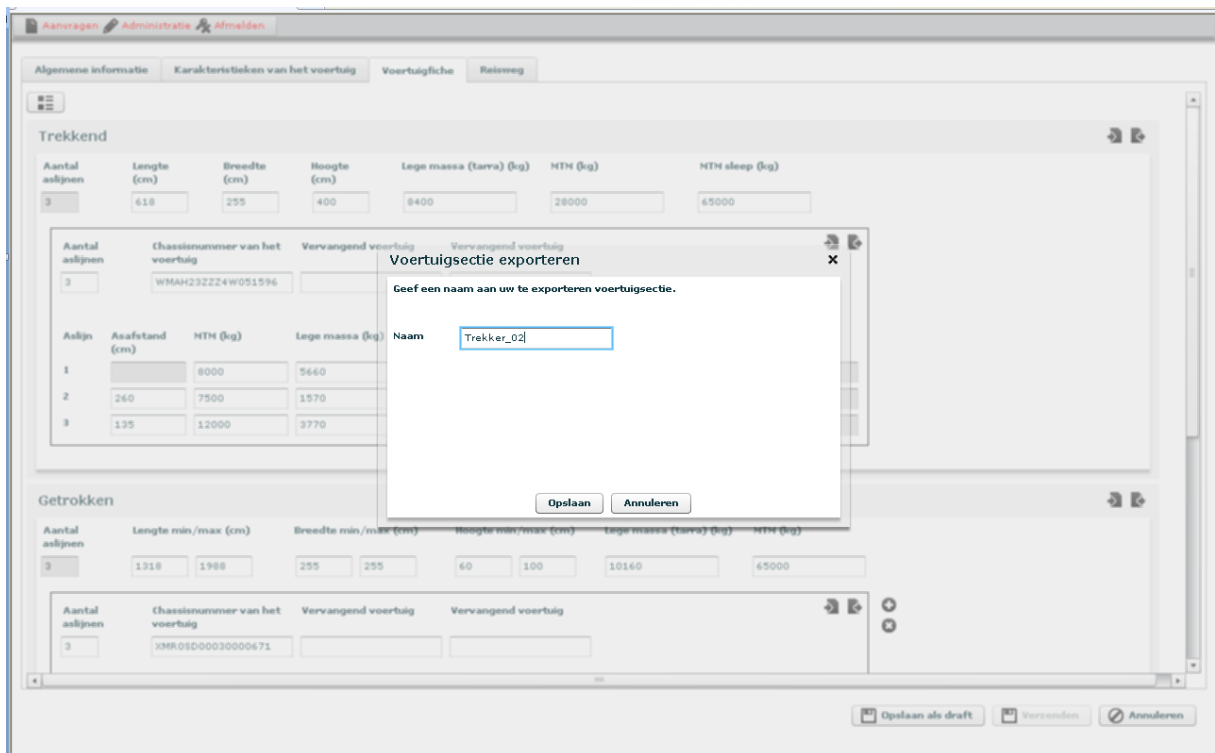 Aanvragen Administratie Afmelden
Algemene informatie Karakteristieken van het voertuig Voertuigfiche Reisweg
Trekkend
Aantal aslijnen Lengte (cm) Breedte (cm) Hoogte (cm) Lege massa (tarra) (kg) MTM (kg) MTM sleep (kg)
3 618 255 400 8400 28000 65000
Aantal aslijnen Chassisnummer van het voertuig Vervangend voertuig Vervangend voertuig
3 WMAH23ZZZ4W051596
Voertuigsectie exporteren
Geef een naam aan uw te exporteren voertuigsectie.
Naam Trekker_02
Opslaan Annuleren
Aslijn Asafstand (cm) MTM (kg) Lege massa (kg)
1 8000 5660
2 260 7500 1570
3 135 12000 3770
Getrokken
Aantal aslijnen Lengte min/max (cm) Breedte min/max (cm) Hoogte min/max (cm) Lege massa (tarra) (kg) MTM (kg)
3 1318 1988 255 255 60 100 10160 65000
Aantal aslijnen Chassisnummer van het voertuig Vervangend voertuig Vervangend voertuig
3 XMR0SD00030000671
Opslaan als draft Verzenden Annuleren